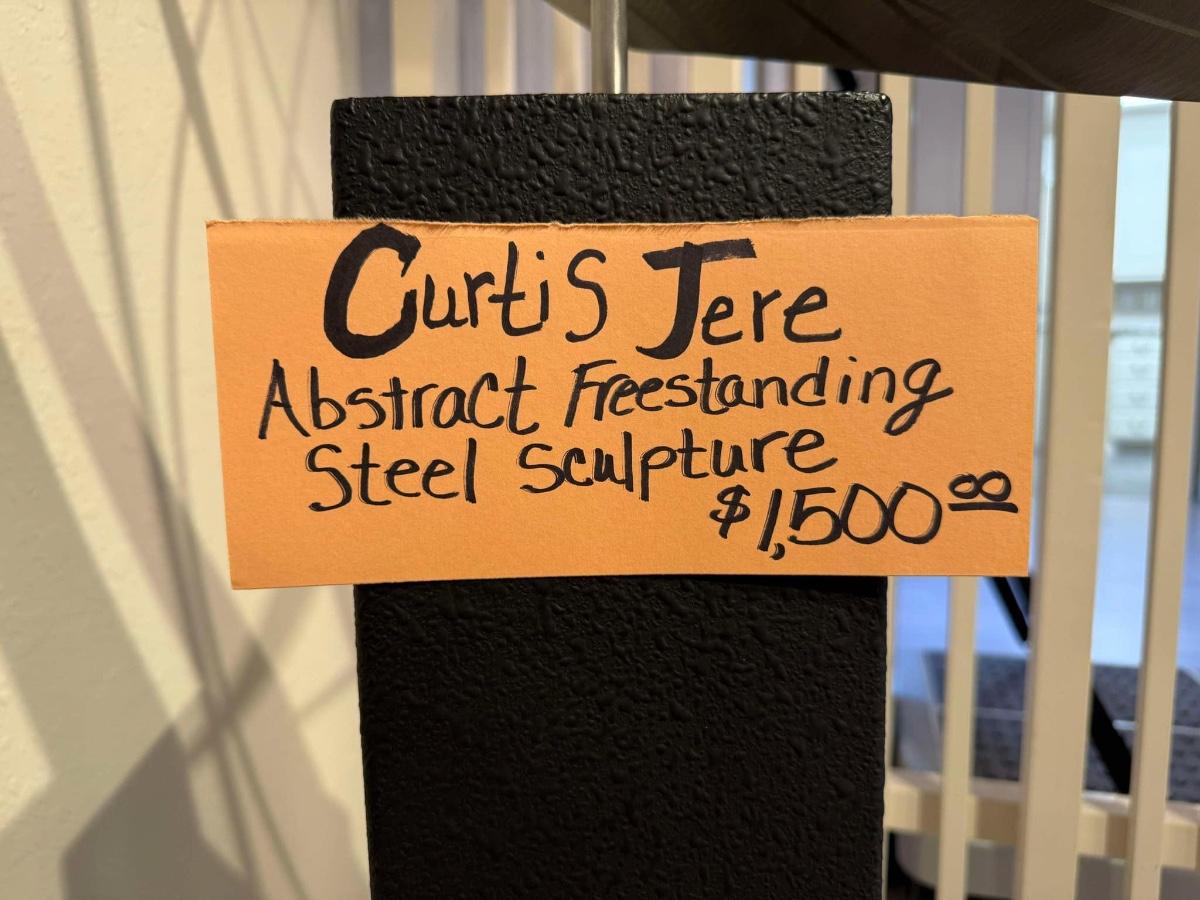 Curtis Jere
Abstract Freestanding
Steel Sculpture
$1,500 00